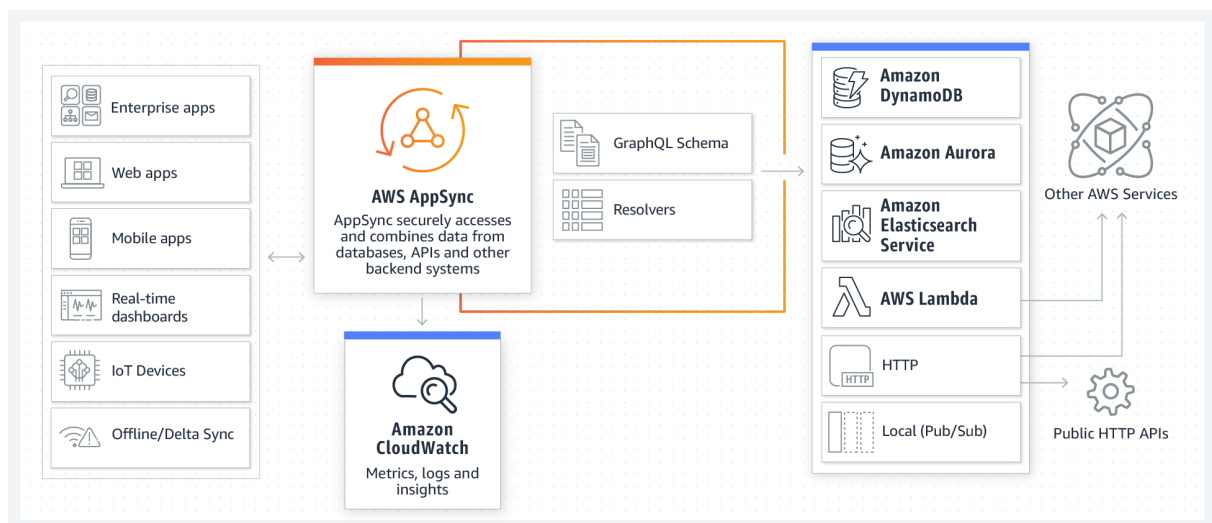 Enterprise apps
Web apps
Mobile apps
Real-time
dashboards
IoT Devices
Offline/Delta Sync
AWS AppSync
AppSync securely accesses
and combines data from
databases, APIs and other
backend systems
Amazon
CloudWatch
Metrics, logs and
insights
GraphQL Schema
Resolvers
Amazon
DynamoDB
Amazon Aurora
Amazon
Elasticsearch
Service
AWS Lambda
HTTP
HTTP
Local (Pub/Sub)
Other AWS Services
Public HTTP APIs